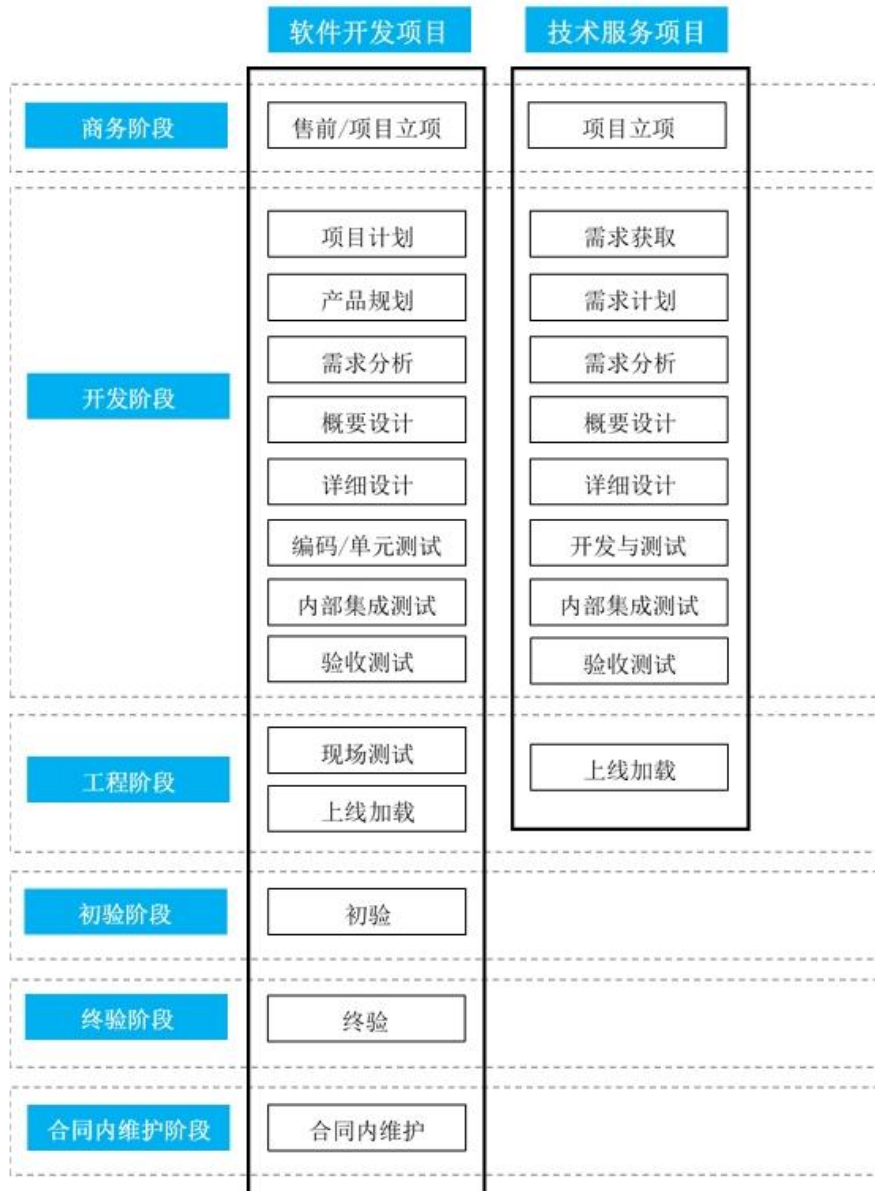 软件开发项目 技术服务项目
商务阶段 售前/项目立项 项目立项
项目计划 需求获取
产品规划 需求计划
需求分析 需求分析
开发阶段
概要设计 概要设计
详细设计 详细设计
编码/单元测试 开发与测试
内部集成测试 内部集成测试
验收测试 验收测试
现场测试
上线加载
工程阶段
上线加载
初验阶段 初验
终验阶段 终验
合同内维护阶段 合同内维护